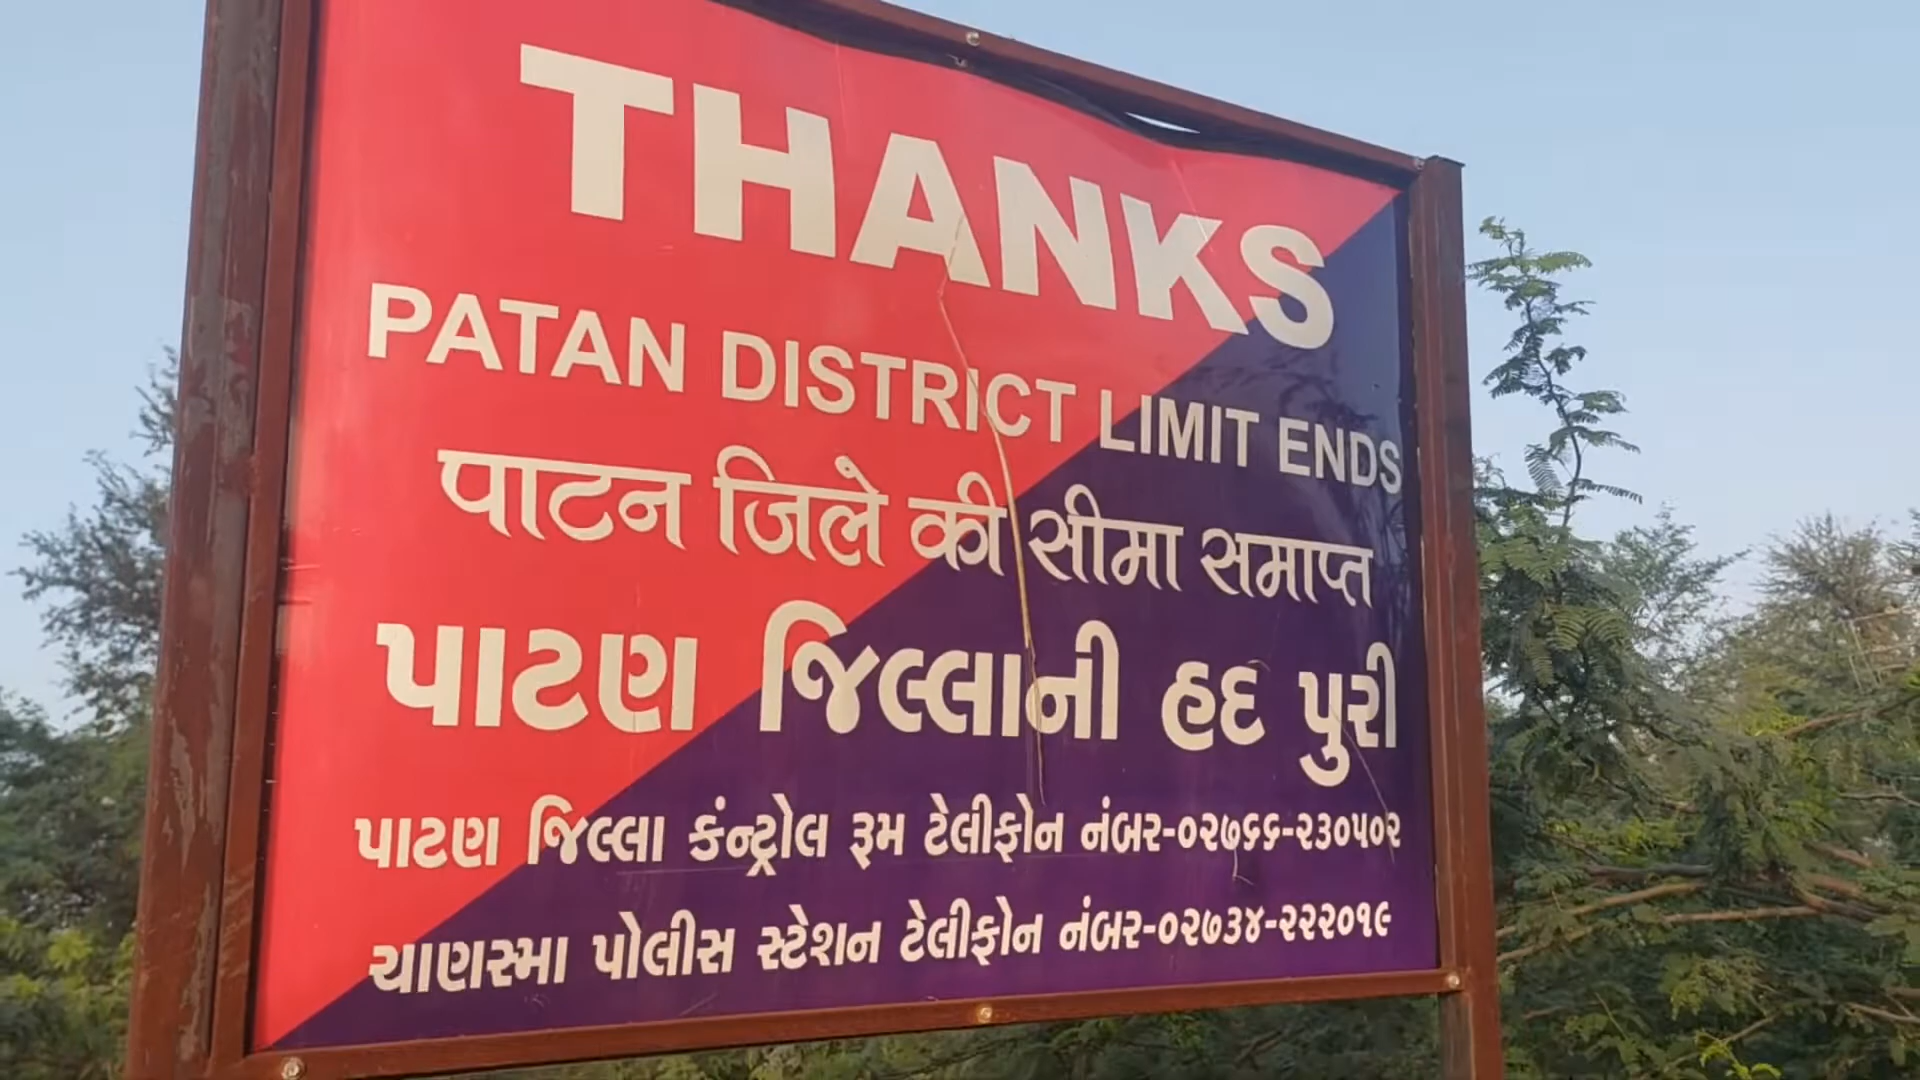 THANKS
PATAN DISTRICT LIMIT ENDS
पाटन जिले की सीमा समाप्त
પાટણ જિલ્લાની હદ પુરી
પાટણ જિલ્લા કંન્ટ્રોલ રૂમ ટેલીફોન નંબર-૦૨૭૬૬-૨૩૦૫૦૨
ચાણસ્મા પોલીસ સ્ટેશન ટેલીફોન નંબર-૦૨૭૩૪-૨૨૨૦૧૯